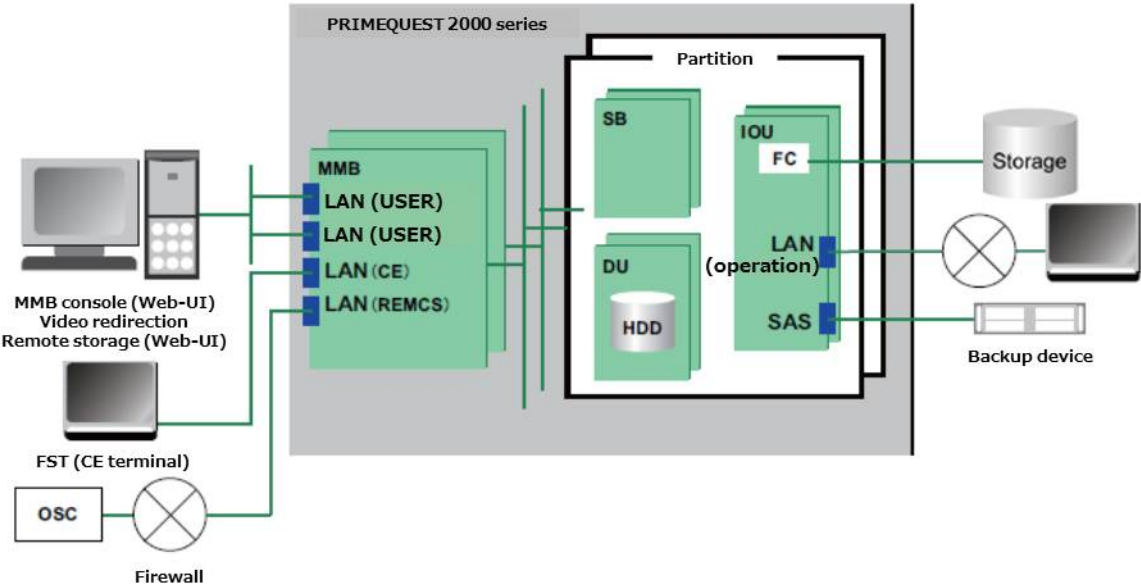 PRIMEQUEST 2000 series
Partition
SB
IOU
FC
Storage
MMB
LAN (USER)
LAN (USER)
LAN (CE)
LAN (REMCS)
DU
HDD
LAN
(operation)
SAS
MMB console (Web-UI)
Video redirection
Remote storage (Web-UI)
Backup device
FST (CE terminal)
OSC
Firewall